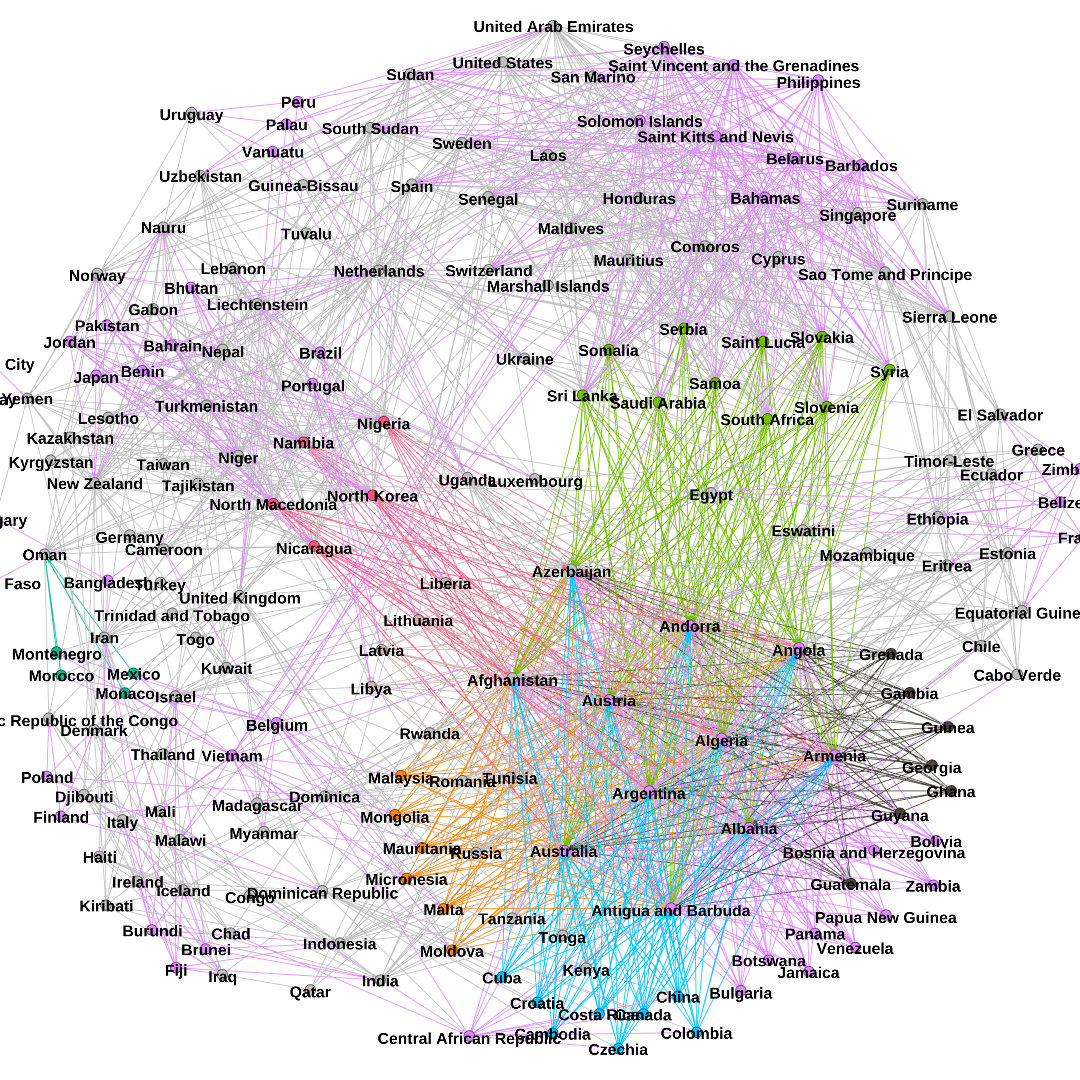 United Arab Emirates
Seychelles
United States
Saint Vincent and the Grenadines
Sudan
San Marino
Philippines
Peru
Uruguay
Palau
South Sudan
Solomon Islands
Saint Kitts and Nevis
Sweden
Vanuatu
Laos
Belarus
Barbados
Uzbekistan
Guinea-Bissau
Spain
Senegal
Honduras
Bahamas
Suriname
Singapore
Nauru
Tuvalu
Maldives
Comoros
Cyprus
Mauritius
Norway
Lebanon
Netherlands
Switzerland
Sao Tome and Principe
Bhutan
Marshall Islands
Liechtenstein
Gabon
Sierra Leone
Pakistan
Serbia
Slovakia
Jordan
Bahrain
Nepal
Brazil
Somalia
Saint Lucia
Ukraine
City
Benin
Japan
Syria
Portugal
Samoa
Yemen
Sri Lanka
Saudi Arabia
Turkmenistan
Slovenia
Lesotho
South Africa
El Salvador
Nigeria
Kazakhstan
Namibia
Greece
Kyrgyzstan
Taiwan
Niger
Timor-Leste
Zimb
Ecuador
New Zealand
Tajikistan
Uganda
Luxembourg
North Korea
Egypt
North Macedonia
Belize
gary
Ethiopia
Eswatini
Germany
Fra
Cameroon
Nicaragua
Oman
Mozambique
Estonia
Eritrea
Azerbaijan
Faso
Bangladesh
Turkey
Liberia
United Kingdom
Trinidad and Tobago
Lithuania
Equatorial Guine
Andorra
Iran
Togo
Chile
Latvia
Angola
Montenegro
Grenada
Kuwait
Morocco
Mexico
Afghanistan
Cabo Verde
Libya
Monaco
Israel
Austria
Gambia
c Republic of the Congo
Denmark
Belgium
Rwanda
Guinea
Algeria
Thailand
Vietnam
Armenia
Georgia
Poland
Malaysia
Romania
Tunisia
Argentina
Ghana
Djibouti
Dominica
Madagascar
Finland
Italy
Mali
Mongolia
Guyana
Malawi
Myanmar
Albania
Bolivia
Mauritania
Russia
Australia
Bosnia and Herzegovina
Haiti
Ireland
Iceland
Micronesia
Guatemala
Zambia
Congo
Dominican Republic
Kiribati
Malta
Antigua and Barbuda
Tanzania
Papua New Guinea
Burundi
Chad
Panama
Tonga
Indonesia
Brunei
Moldova
Venezuela
Botswana
Fiji
Iraq
India
Cuba
Kenya
Jamaica
Qatar
China
Bulgaria
Croatia
Costa Rica
Canada
Central African Republic
Cambodia
Colombia
Czechia